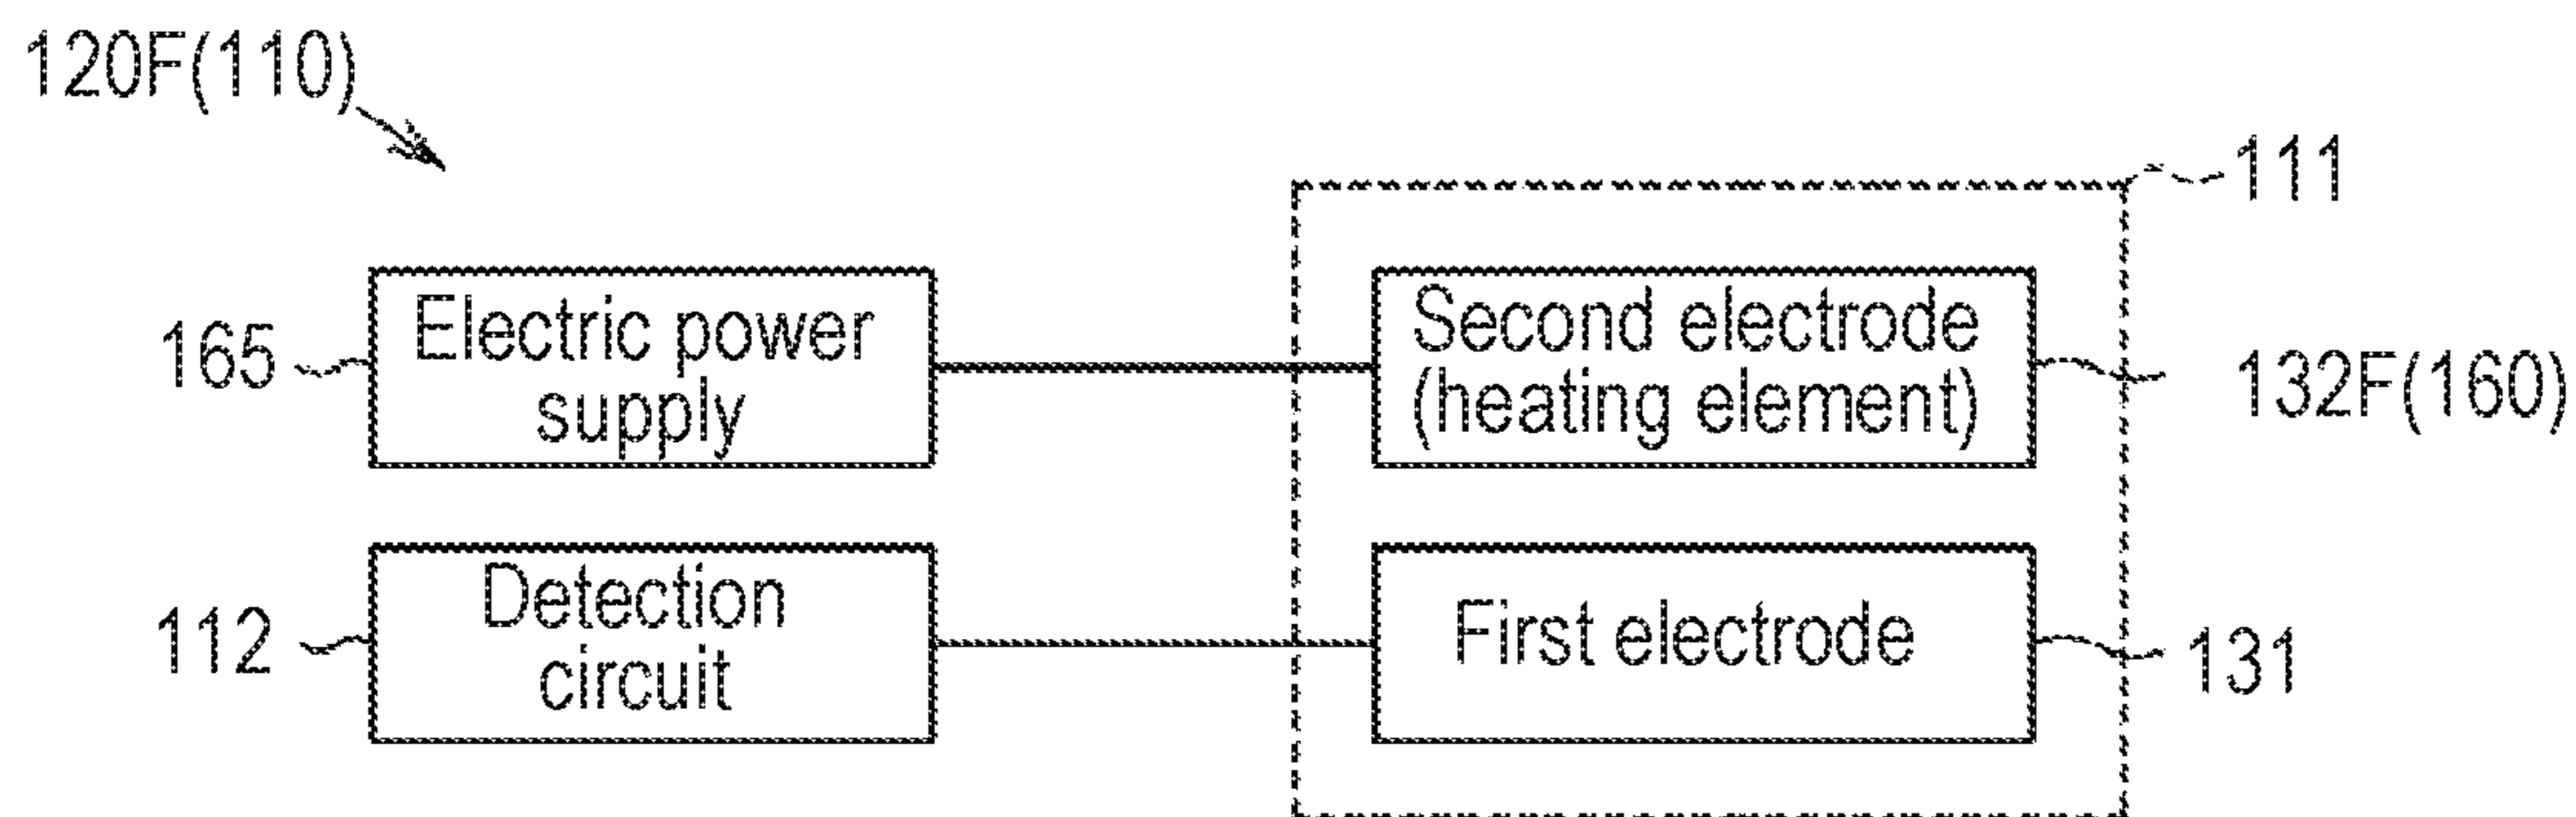 120F(110)
111
165
Electric power
supply
Second electrode
(heating element)
132F(160)
112
Detection
circuit
First electrode
131